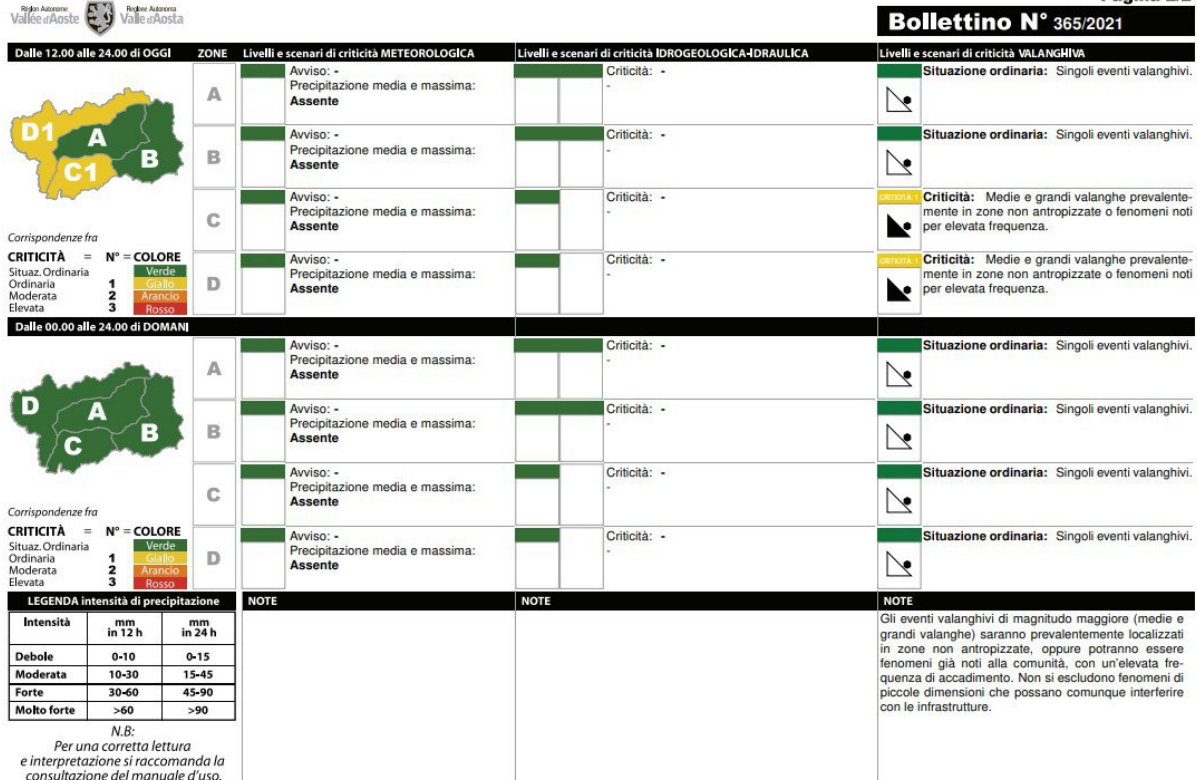 Région Autonome
Vallée d'Aoste
Regione Autonoma
Valle d'Aosta
Bollettino N° 365/2021
Dalle 12.00 alle 24.00 di OGGI
ZONE
Livelli e scenari di criticità METEOROLOGICA
Livelli e scenari di criticità IDROGEOLOGICA-IDRAULICA
Livelli e scenari di criticità VALANGHIVA
D1
A
B
C1
Corrispondenze fra
CRITICITÀ = N° = COLORE
Situaz. Ordinaria Verde
Ordinaria 1 Giallo
Moderata 2 Arancio
Elevata 3 Rosso
A
Avviso: -
Precipitazione media e massima:
Assente
Criticità: -
-
Situazione ordinaria: Singoli eventi valanghivi.
B
Avviso: -
Precipitazione media e massima:
Assente
Criticità: -
-
Situazione ordinaria: Singoli eventi valanghivi.
C
Avviso: -
Precipitazione media e massima:
Assente
Criticità: -
-
CRITICITÀ: 1
Criticità: Medie e grandi valanghe prevalente-
mente in zone non antropizzate o fenomeni noti
per elevata frequenza.
D
Avviso: -
Precipitazione media e massima:
Assente
Criticità: -
-
CRITICITÀ: 1
Criticità: Medie e grandi valanghe prevalente-
mente in zone non antropizzate o fenomeni noti
per elevata frequenza.
Dalle 00.00 alle 24.00 di DOMANI
D
A
B
C
Corrispondenze fra
CRITICITÀ = N° = COLORE
Situaz. Ordinaria Verde
Ordinaria 1 Giallo
Moderata 2 Arancio
Elevata 3 Rosso
A
Avviso: -
Precipitazione media e massima:
Assente
Criticità: -
-
Situazione ordinaria: Singoli eventi valanghivi.
B
Avviso: -
Precipitazione media e massima:
Assente
Criticità: -
-
Situazione ordinaria: Singoli eventi valanghivi.
C
Avviso: -
Precipitazione media e massima:
Assente
Criticità: -
-
Situazione ordinaria: Singoli eventi valanghivi.
D
Avviso: -
Precipitazione media e massima:
Assente
Criticità: -
-
Situazione ordinaria: Singoli eventi valanghivi.
LEGENDA intensità di precipitazione
Intensità mm in 12 h mm in 24 h
Debole 0-10 0-15
Moderata 10-30 15-45
Forte 30-60 45-90
Molto forte >60 >90
N.B:
Per una corretta lettura
e interpretazione si raccomanda la
consultazione del manuale d'uso.
NOTE
NOTE
NOTE
Gli eventi valanghivi di magnitudo maggiore (medie e
grandi valanghe) saranno prevalentemente localizzati
in zone non antropizzate, oppure potranno essere
fenomeni già noti alla comunità, con un'elevata fre-
quenza di accadimento. Non si escludono fenomeni di
piccole dimensioni che possano comunque interferire
con le infrastrutture.